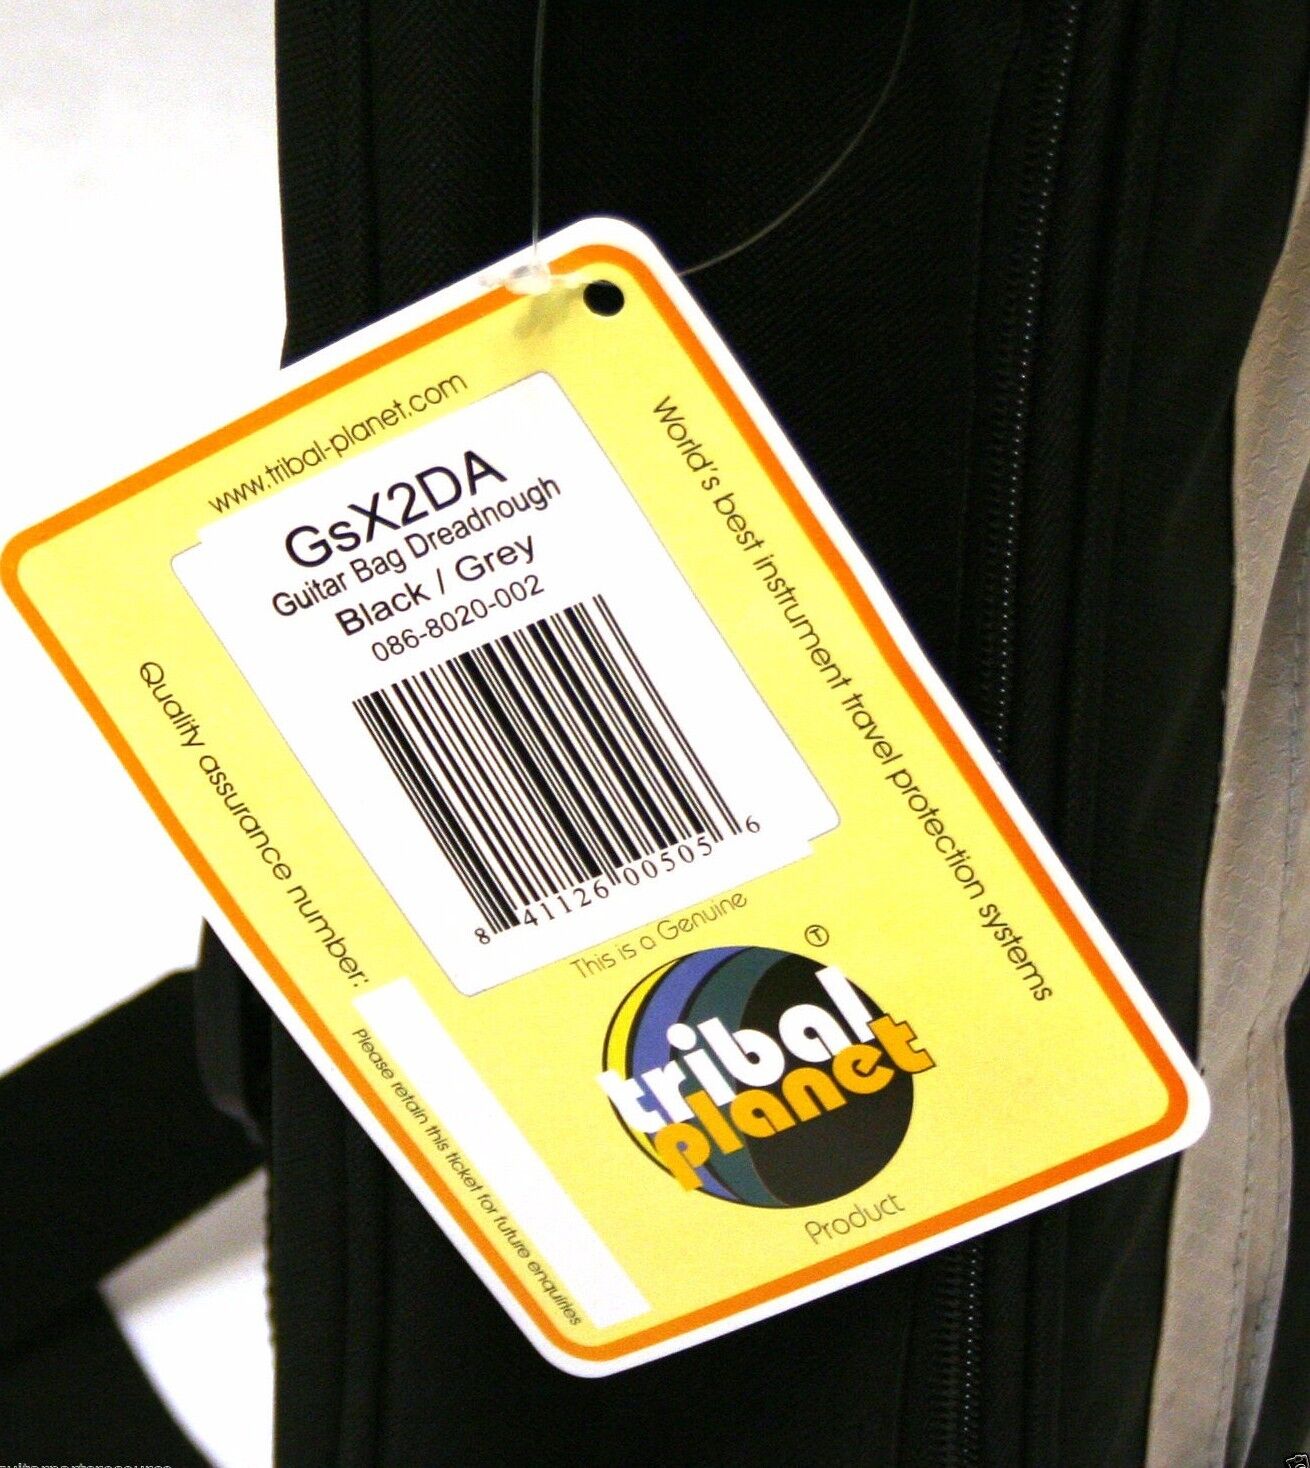 www.tribal-planet.com
GsX2DA
Guitar Bag Dreadnough
Black / Grey
086-8020-002
8 41126 00505 6
World's best instrument travel protection systems
Quality assurance number:
Please retain this ticket for future enquiries
This is a Genuine
T
tribal
planet
Product